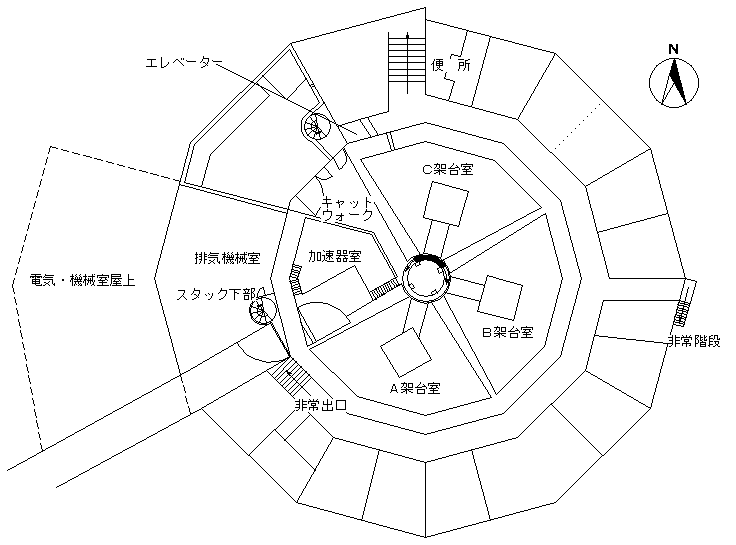 N
エレベーター
便　所
C架台室
キャット
ウォーク
排気機械室
加速器室
電気・機械室屋上
スタック下部
B架台室
非常階段
A架台室
非常出口